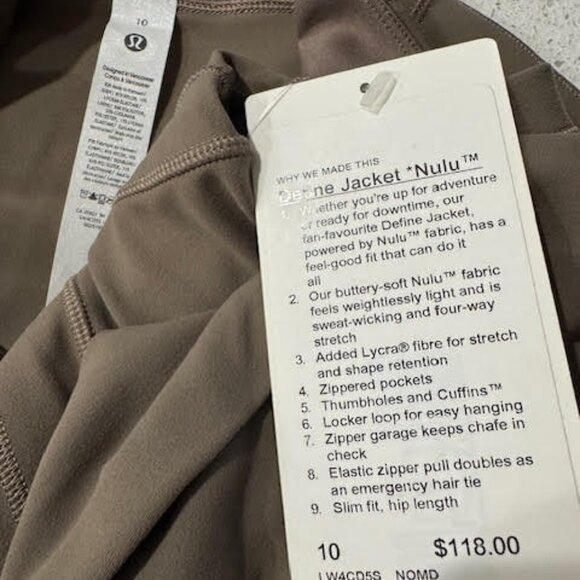 10
Designed in Vancouver
WHY WE MADE THIS
Define Jacket *Nulu™
1. Whether you're up for adventure
or ready for downtime, our
fan-favourite Define Jacket,
powered by Nulu™ fabric, has a
feel-good fit that can do it
all
2. Our buttery-soft Nulu™ fabric
feels weightlessly light and is
sweat-wicking and four-way
stretch
3. Added Lycra® fibre for stretch
and shape retention
4. Zippered pockets
5. Thumbholes and Cuffins™
6. Locker loop for easy hanging
7. Zipper garage keeps chafe in
check
8. Elastic zipper pull doubles as
an emergency hair tie
9. Slim fit, hip length
10 $118.00
LW4CD5S NOMD